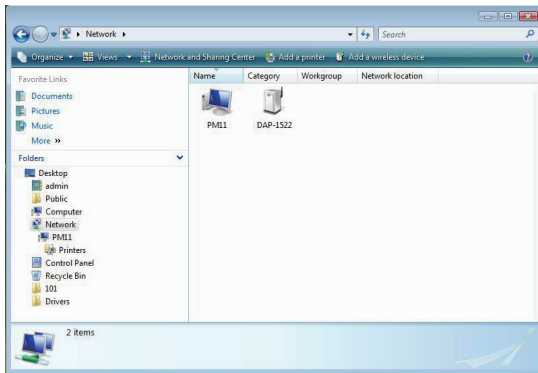 Network
Search
Organize Views Network and Sharing Center Add a printer Add a wireless device
Favorite Links
Documents
Pictures
Music
More »
Folders
Desktop
admin
Public
Computer
Network
PM11
Printers
Control Panel
Recycle Bin
101
Drivers
Name Category Workgroup Network location
PM11 DAP-1522
2 items